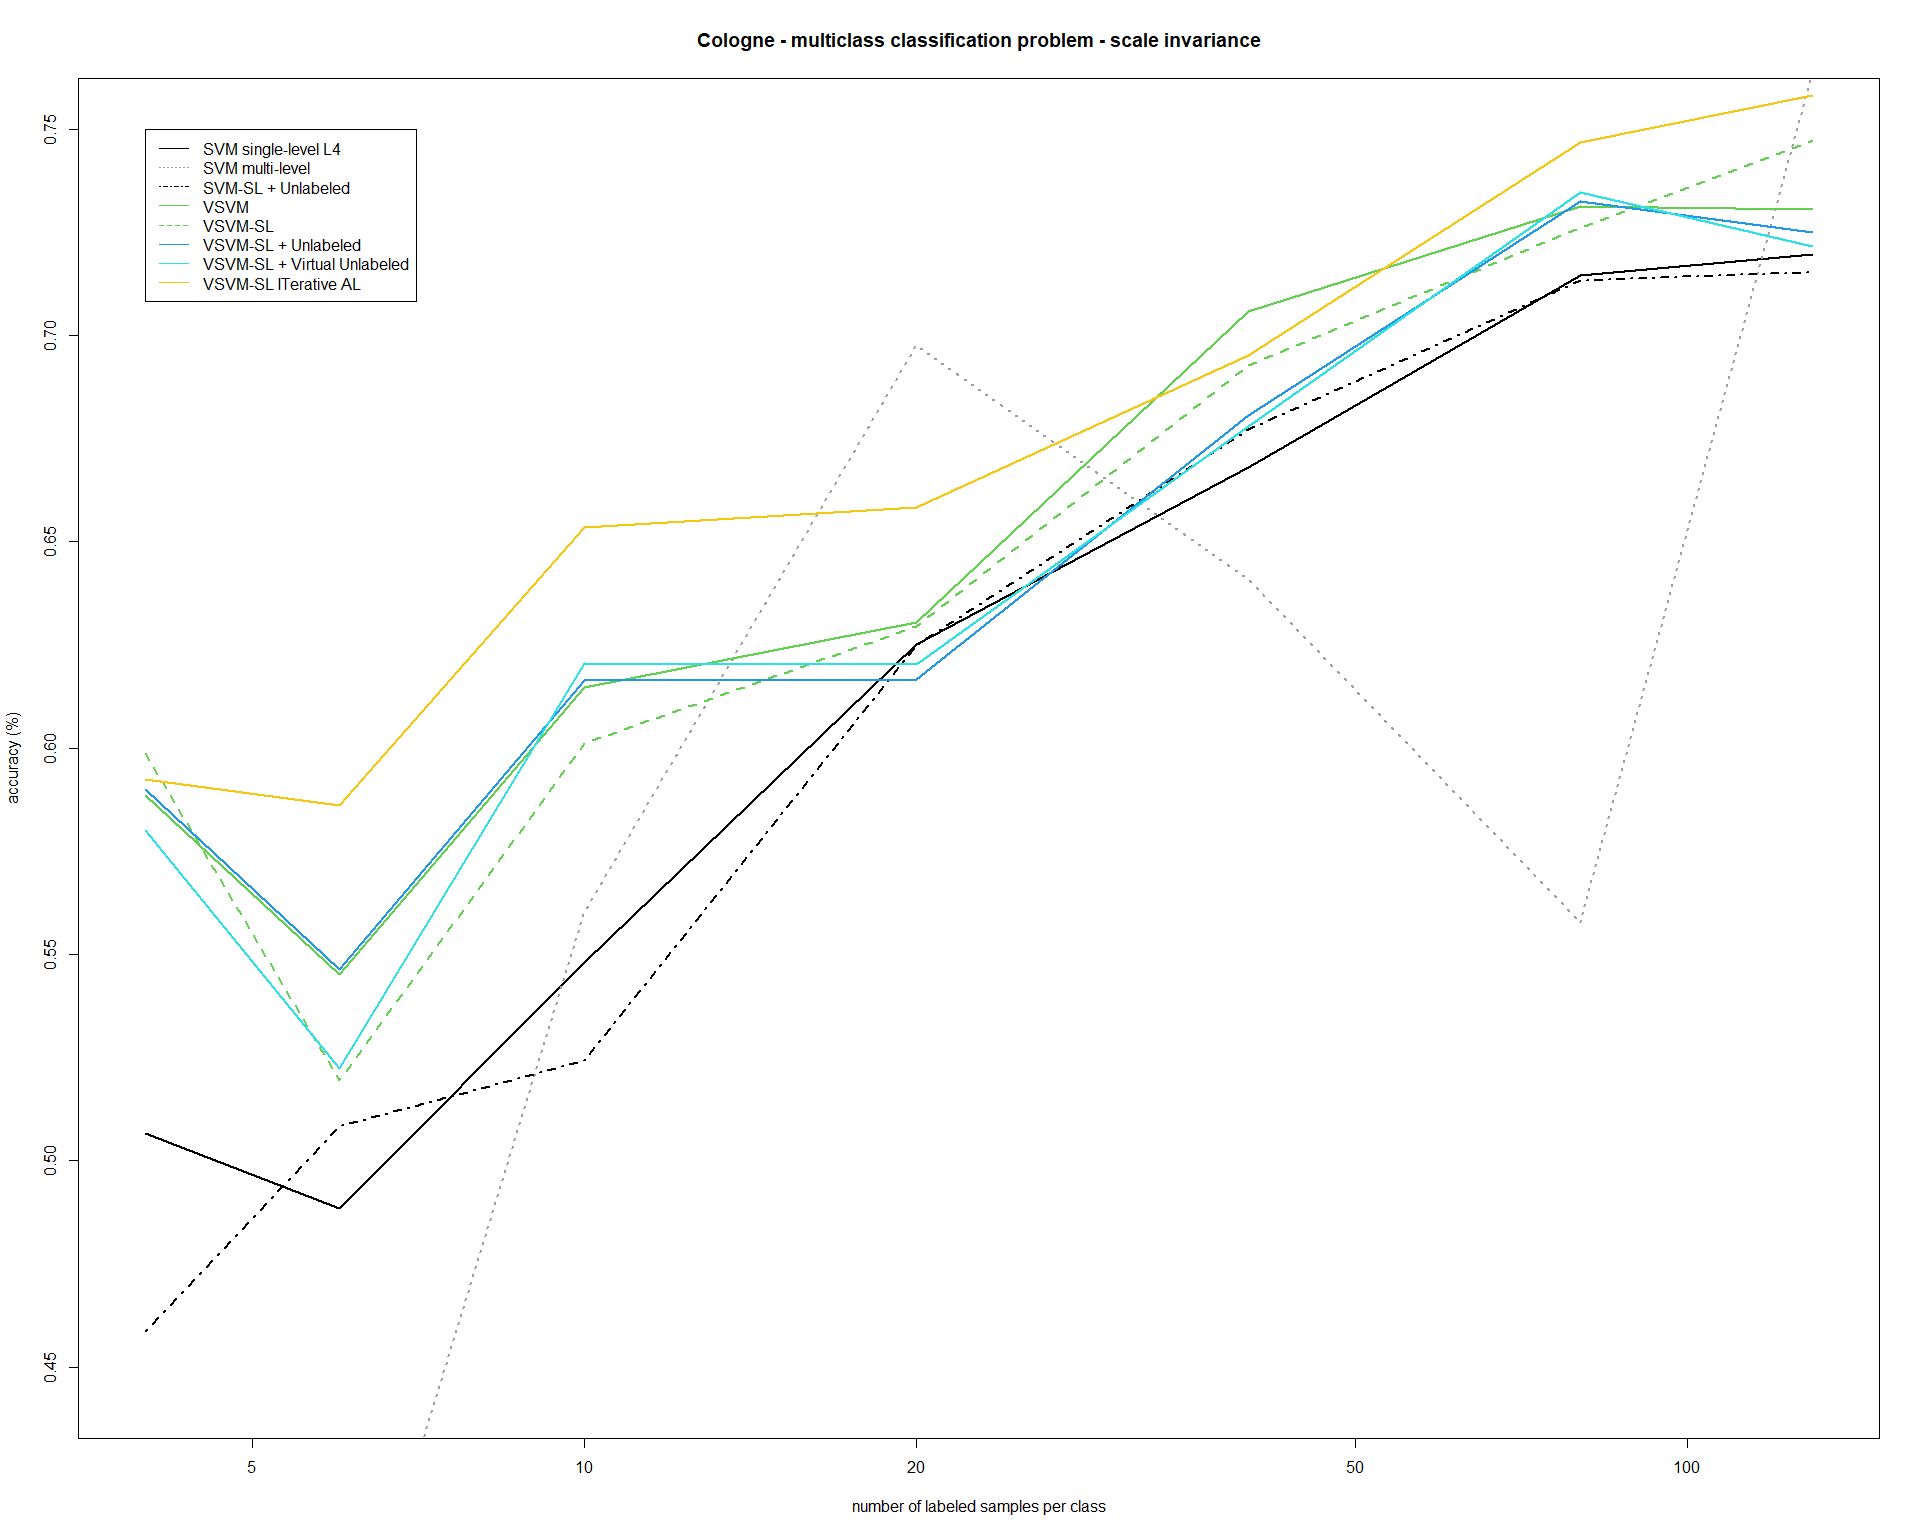 Cologne - multiclass classification problem - scale invariance
SVM single-level L4
SVM multi-level
SVM-SL + Unlabeled
VSVM
VSVM-SL
VSVM-SL + Unlabeled
VSVM-SL + Virtual Unlabeled
VSVM-SL ITerative AL
accuracy (%)
0.75
0.70
0.65
0.60
0.55
0.50
0.45
5 10 20 50 100
number of labeled samples per class